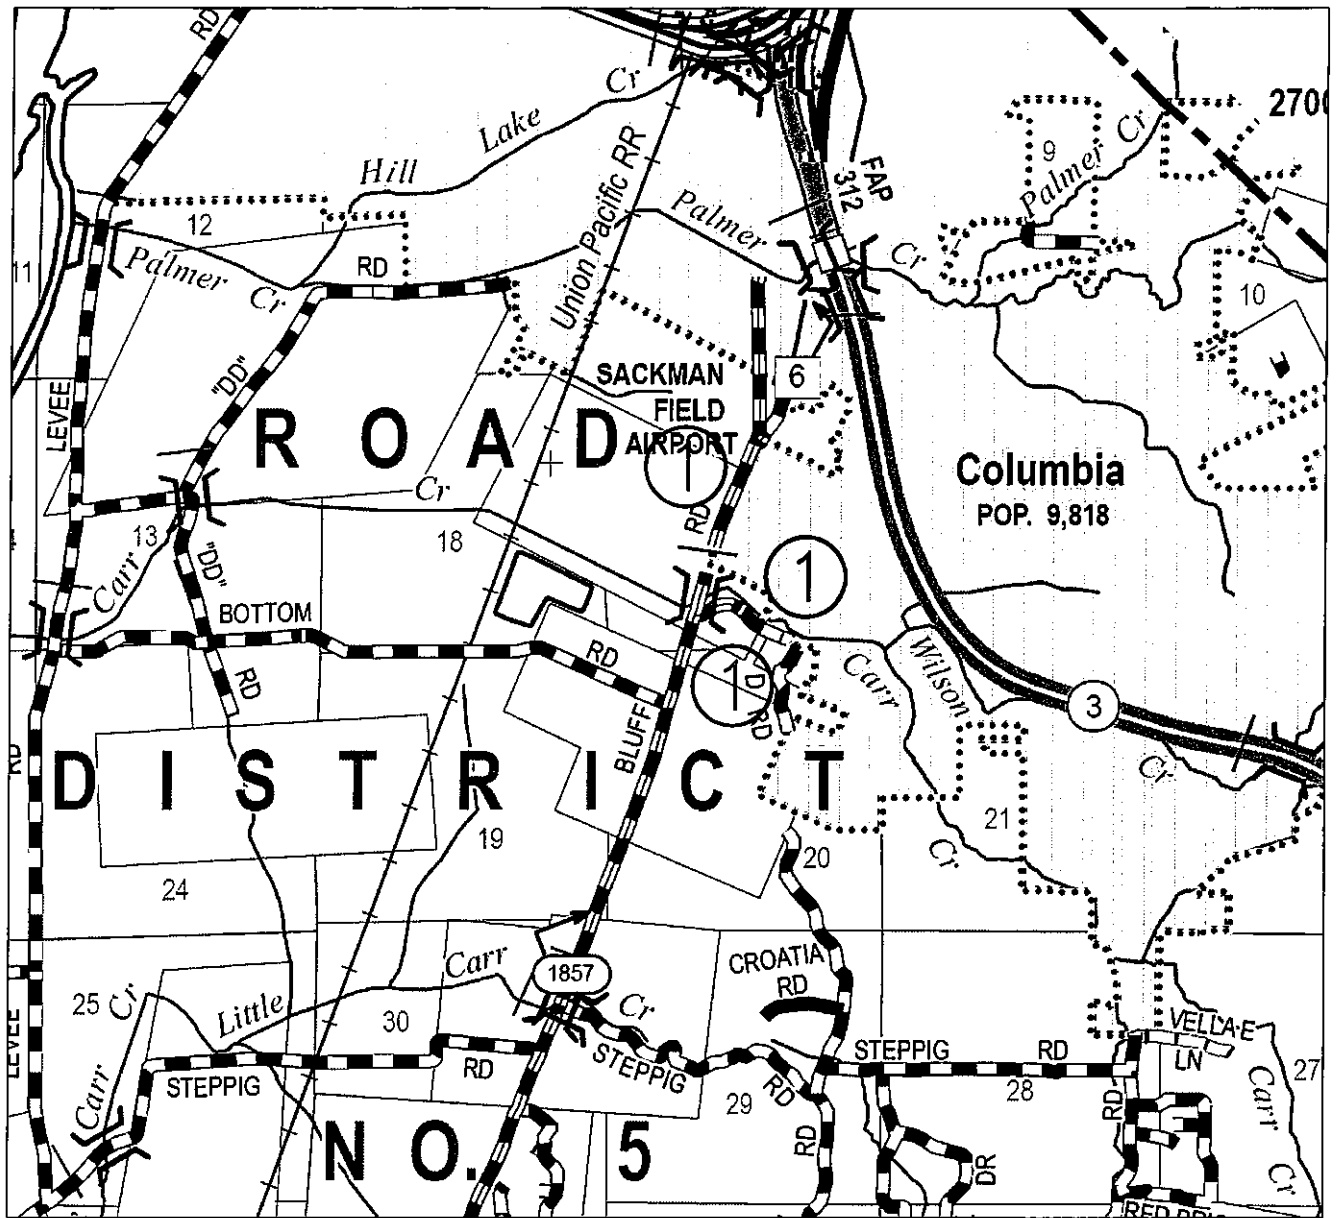 RD
2700
Cr
Lake
Hill
Union Pacific RR
FAP
312
9
Palmer Cr
12
Palmer
Cr
11
Palmer
Cr
RD
10
"DD"
LEVEE
SACKMAN
FIELD
AIRPORT
6
ROAD
1
Columbia
POP. 9,818
Cr
RD
18
13
Carr
"DD"
1
BOTTOM
RD
RD
Carr
Wilson
1
D
RD
3
BLUFF
RD
DISTRICT
Cr
21
19
20
Cr
24
CROATIA
RD
Carr
1857
Cr
25
Cr
Little
30
LEVEE
VELLA E
LN
STEPPIG
RD
STEPPIG
RD
STEPPIG
RD
28
29
27
Carr
Cr
Carr
RD
RD
NO. 5
DR